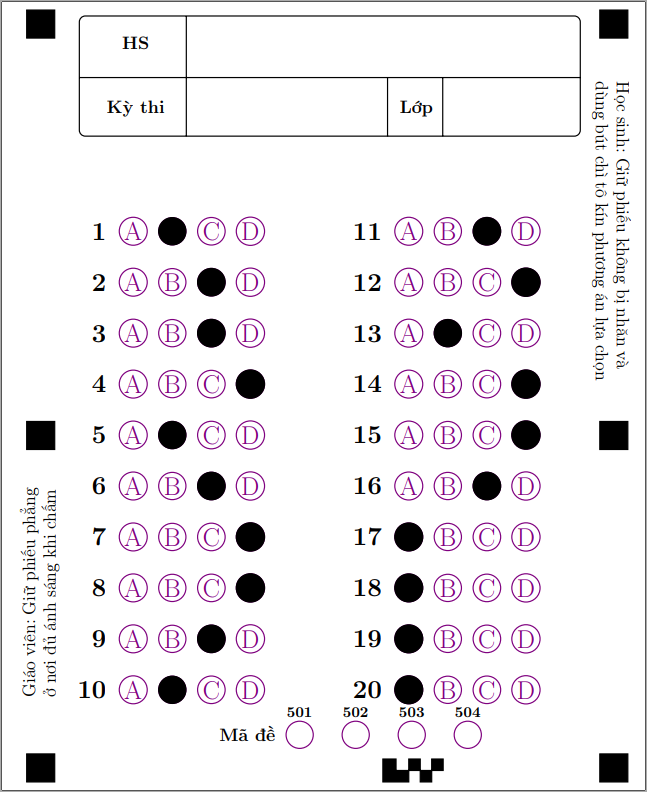 HS
Kỳ thi
Lớp
Học sinh: Giữ phiếu không bị nhăn và
dùng bút chì tô kín phương án lựa chọn
1 A C D
2 A B D
3 A B D
4 A B C
5 A C D
6 A B D
7 A B C
8 A B C
9 A B D
10 A C D
11 A B D
12 A B C
13 A C D
14 A B C
15 A B C
16 A B D
17 B C D
18 B C D
19 B C D
20 B C D
Giáo viên: Giữ phiếu phẳng
ở nơi đủ ánh sáng khi chấm
501 502 503 504
Mã đề